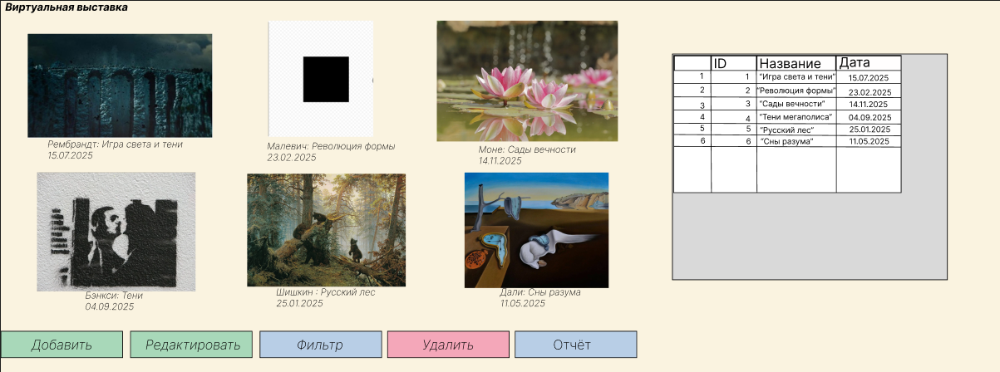 Виртуальная выставка
Рембрандт: Игра света и тени
15.07.2025
Малевич: Революция формы
23.02.2025
Моне: Сады вечности
14.11.2025
Бэнкси: Тени
04.09.2025
Шишкин : Русский лес
25.01.2025
Дали: Сны разума
11.05.2025
ID Название Дата
1 1 "Игра света и тени" 15.07.2025
2 2 "Революция формы" 23.02.2025
3 3 "Сады вечности" 14.11.2025
4 4 "Тени мегаполиса" 04.09.2025
5 5 "Русский лес" 25.01.2025
6 6 "Сны разума" 11.05.2025
Добавить Редактировать Фильтр Удалить Отчёт